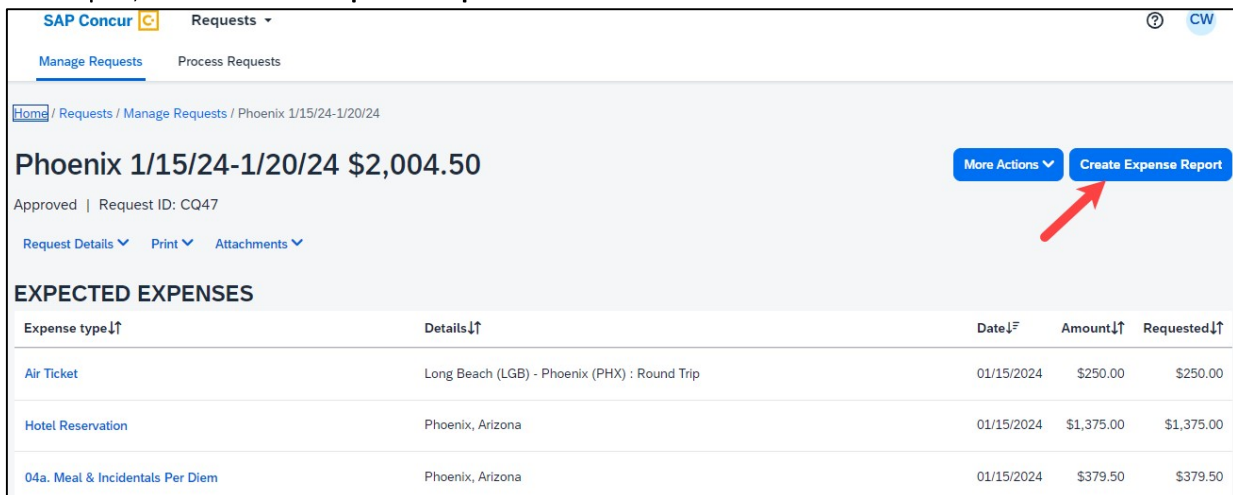 SAP Concur C Requests
CW
Manage Requests Process Requests
Home / Requests / Manage Requests / Phoenix 1/15/24-1/20/24
Phoenix 1/15/24-1/20/24 $2,004.50
More Actions Create Expense Report
Approved | Request ID: CQ47
Request Details Print Attachments
EXPECTED EXPENSES
Expense type Details Date Amount Requested
Air Ticket Long Beach (LGB) - Phoenix (PHX) : Round Trip 01/15/2024 $250.00 $250.00
Hotel Reservation Phoenix, Arizona 01/15/2024 $1,375.00 $1,375.00
04a. Meal & Incidentals Per Diem Phoenix, Arizona 01/15/2024 $379.50 $379.50